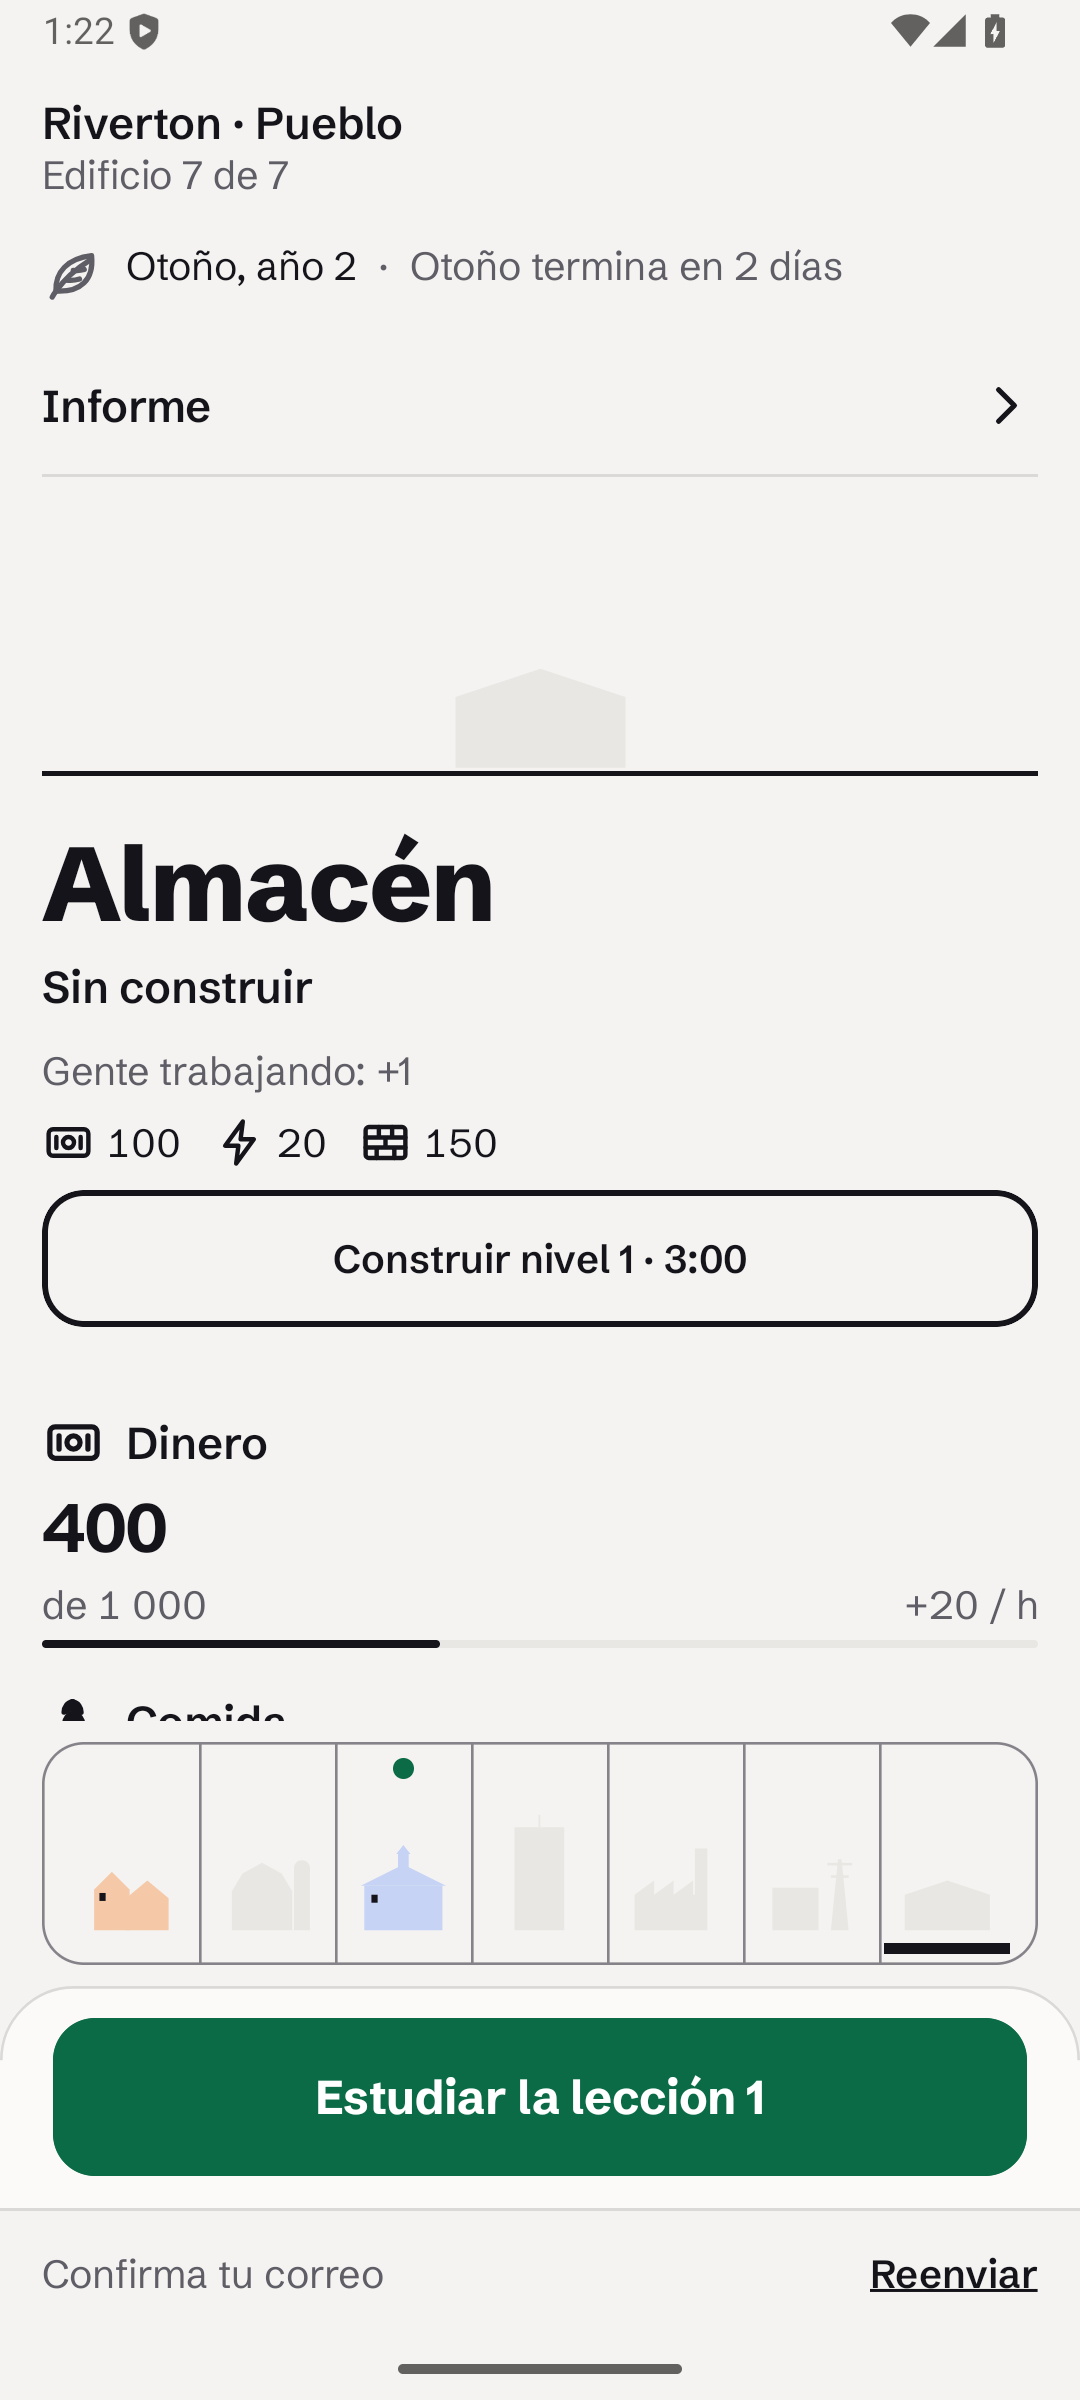 1:22
Riverton · Pueblo
Edificio 7 de 7
Otoño, año 2 · Otoño termina en 2 días
Informe
Almacén
Sin construir
Gente trabajando: +1
100 20 150
Construir nivel 1 · 3:00
Dinero
400
de 1 000 +20 / h
Comida
Estudiar la lección 1
Confirma tu correo Reenviar